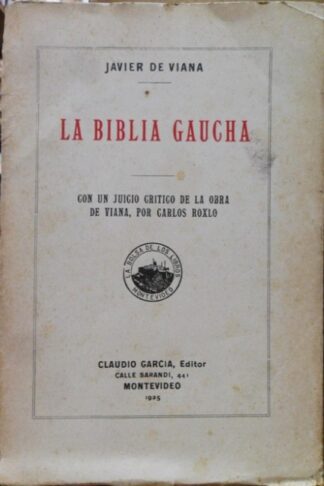 JAVIER DE VIANA
LA BIBLIA GAUCHA
CON UN JUICIO CRITICO DE LA OBRA
DE VIANA, POR CARLOS ROXLO
LA BOLSA DE LOS LIBROS
MONTEVIDEO
CLAUDIO GARCIA, Editor
CALLE SARANDI, 441
MONTEVIDEO
1925